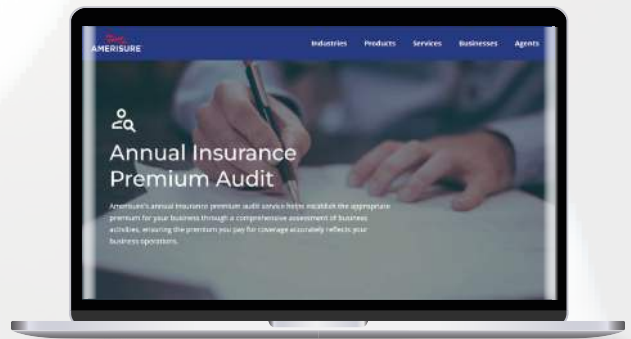 AMERISURE
Industries Products Services Businesses Agents
Annual Insurance
Premium Audit
Amerisure's annual insurance premium audit service helps establish the appropriate
premium for your business through a comprehensive assessment of business
activities, ensuring the premium you pay for coverage accurately reflects your
business operations.